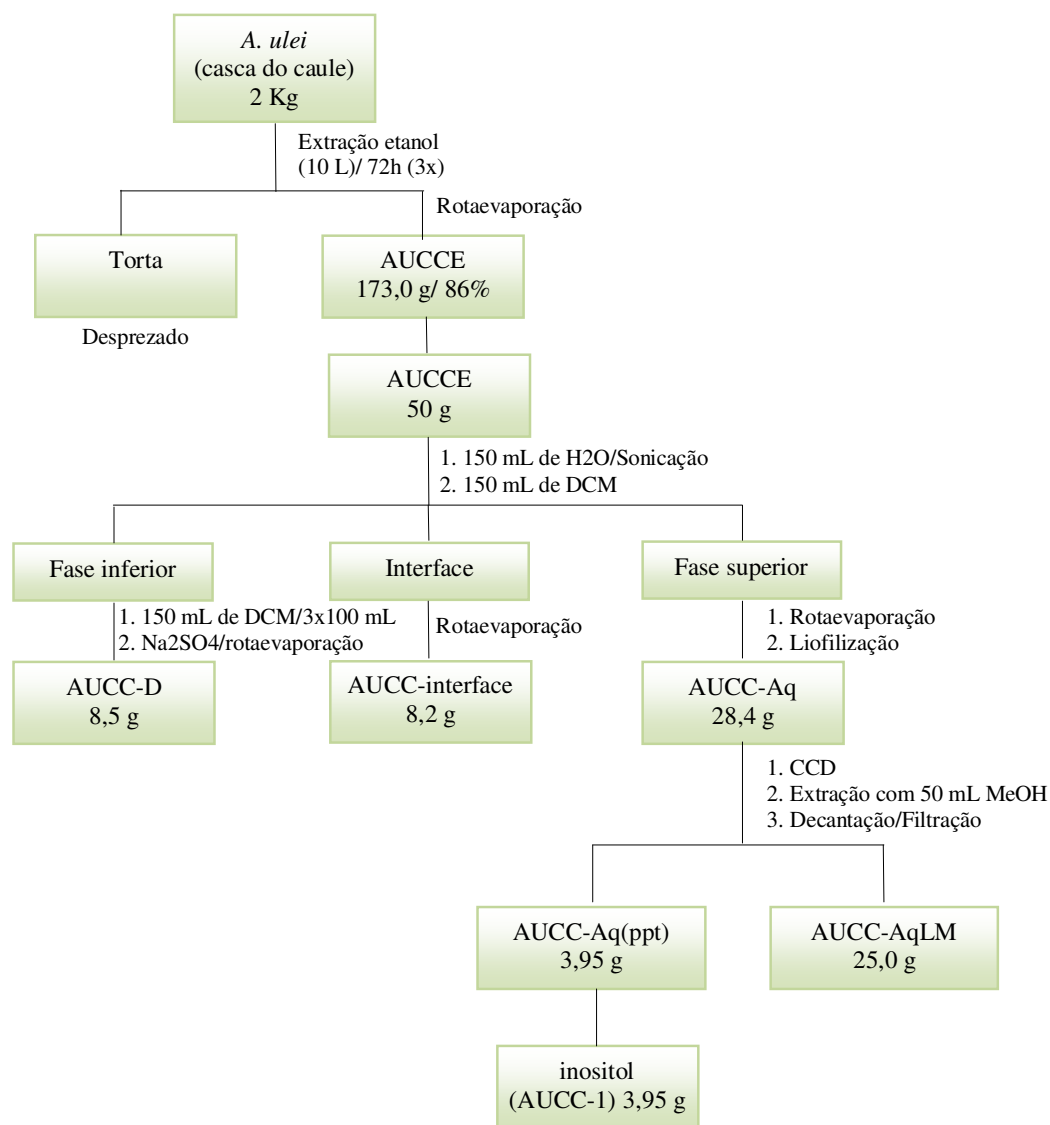 A. ulei
(casca do caule)
2 Kg
Extração etanol
(10 L)/ 72h (3x)
Rotaevaporação
Torta
AUCCE
173,0 g/ 86%
Desprezado
AUCCE
50 g
1. 150 mL de H2O/Sonicação
2. 150 mL de DCM
Fase inferior
Interface
Fase superior
1. 150 mL de DCM/3x100 mL
2. Na2SO4/rotaevaporação
Rotaevaporação
1. Rotaevaporação
2. Liofilização
AUCC-D
8,5 g
AUCC-interface
8,2 g
AUCC-Aq
28,4 g
1. CCD
2. Extração com 50 mL MeOH
3. Decantação/Filtração
AUCC-Aq(ppt)
3,95 g
AUCC-AqLM
25,0 g
inositol
(AUCC-1) 3,95 g